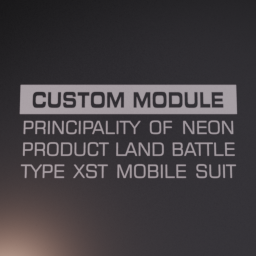 CUSTOM MODULE
PRINCIPALITY OF NEON
PRODUCT LAND BATTLE
TYPE XST MOBILE SUIT